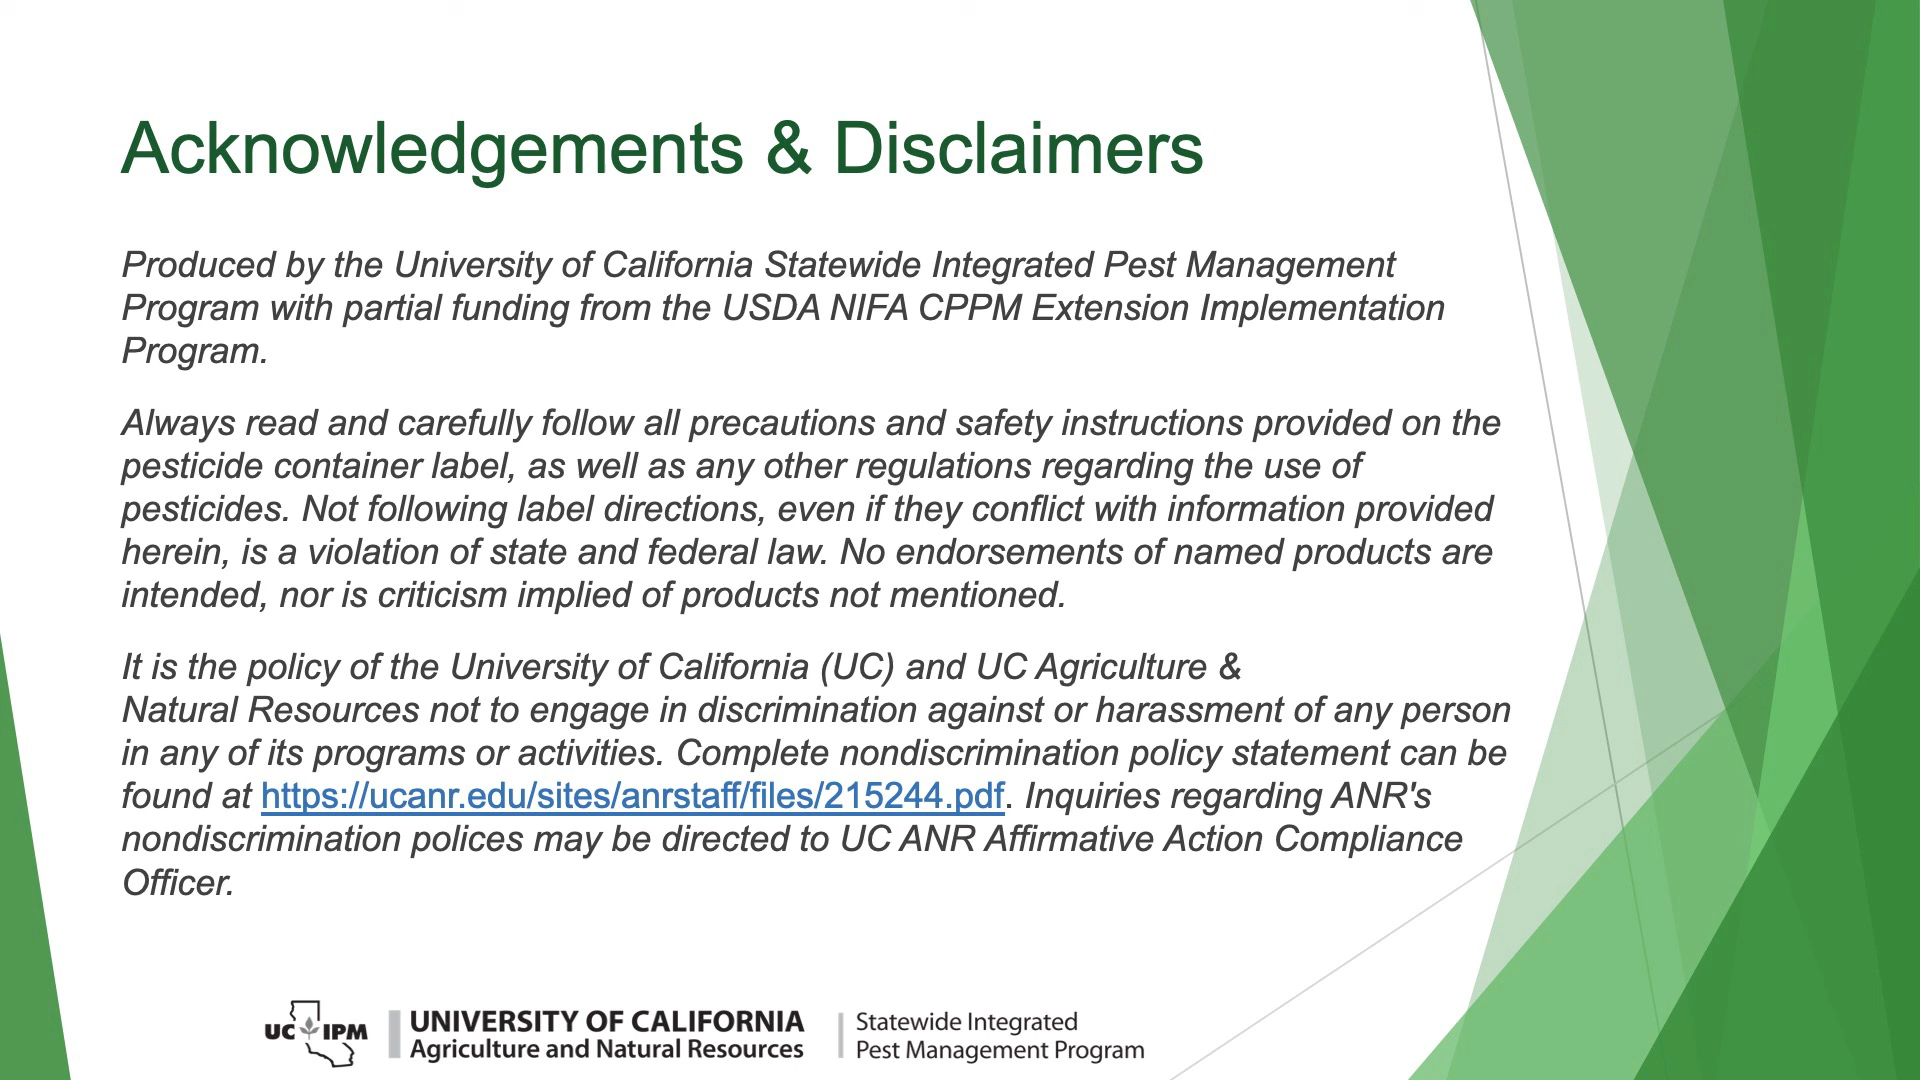 Acknowledgements & Disclaimers
Produced by the University of California Statewide Integrated Pest Management
Program with partial funding from the USDA NIFA CPPM Extension Implementation
Program.
Always read and carefully follow all precautions and safety instructions provided on the
pesticide container label, as well as any other regulations regarding the use of
pesticides. Not following label directions, even if they conflict with information provided
herein, is a violation of state and federal law. No endorsements of named products are
intended, nor is criticism implied of products not mentioned.
It is the policy of the University of California (UC) and UC Agriculture &
Natural Resources not to engage in discrimination against or harassment of any person
in any of its programs or activities. Complete nondiscrimination policy statement can be
found at https://ucanr.edu/sites/anrstaff/files/215244.pdf. Inquiries regarding ANR's
nondiscrimination polices may be directed to UC ANR Affirmative Action Compliance
Officer.
UC IPM
UNIVERSITY OF CALIFORNIA
Agriculture and Natural Resources
Statewide Integrated
Pest Management Program